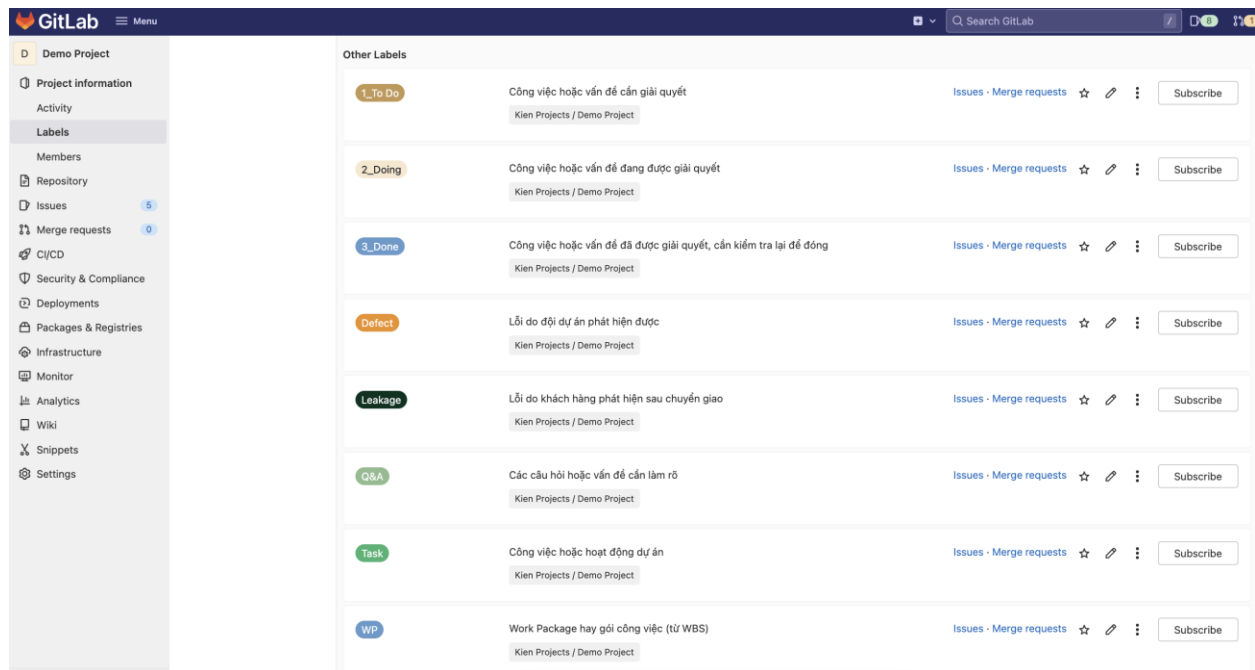 GitLab Menu Search GitLab / 8
D Demo Project
Project information
Activity
Labels
Members
Repository
Issues 5
Merge requests 0
CI/CD
Security & Compliance
Deployments
Packages & Registries
Infrastructure
Monitor
Analytics
Wiki
Snippets
Settings
Other Labels
1_To Do Công việc hoặc vấn đề cần giải quyết Issues · Merge requests Subscribe
Kien Projects / Demo Project
2_Doing Công việc hoặc vấn đề đang được giải quyết Issues · Merge requests Subscribe
Kien Projects / Demo Project
3_Done Công việc hoặc vấn đề đã được giải quyết, cần kiểm tra lại để đóng Issues · Merge requests Subscribe
Kien Projects / Demo Project
Defect Lỗi do đội dự án phát hiện được Issues · Merge requests Subscribe
Kien Projects / Demo Project
Leakage Lỗi do khách hàng phát hiện sau chuyển giao Issues · Merge requests Subscribe
Kien Projects / Demo Project
Q&A Các câu hỏi hoặc vấn đề cần làm rõ Issues · Merge requests Subscribe
Kien Projects / Demo Project
Task Công việc hoặc hoạt động dự án Issues · Merge requests Subscribe
Kien Projects / Demo Project
WP Work Package hay gói công việc (từ WBS) Issues · Merge requests Subscribe
Kien Projects / Demo Project